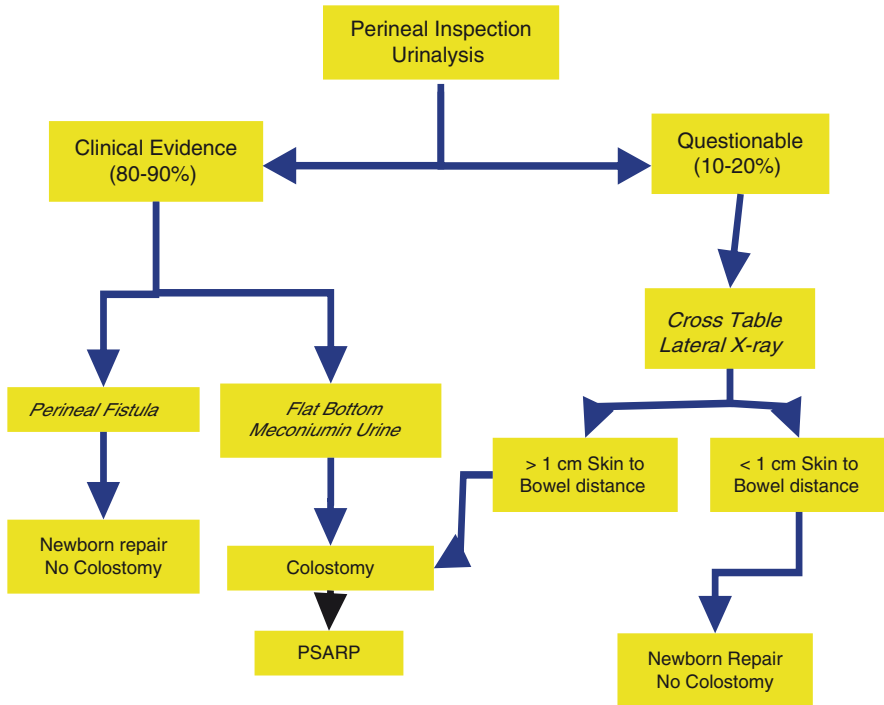 Perineal Inspection
Urinalysis
Clinical Evidence
(80-90%)
Questionable
(10-20%)
Cross Table
Lateral X-ray
Perineal Fistula
Flat Bottom
Meconiumin Urine
> 1 cm Skin to
Bowel distance
< 1 cm Skin to
Bowel distance
Newborn repair
No Colostomy
Colostomy
PSARP
Newborn Repair
No Colostomy